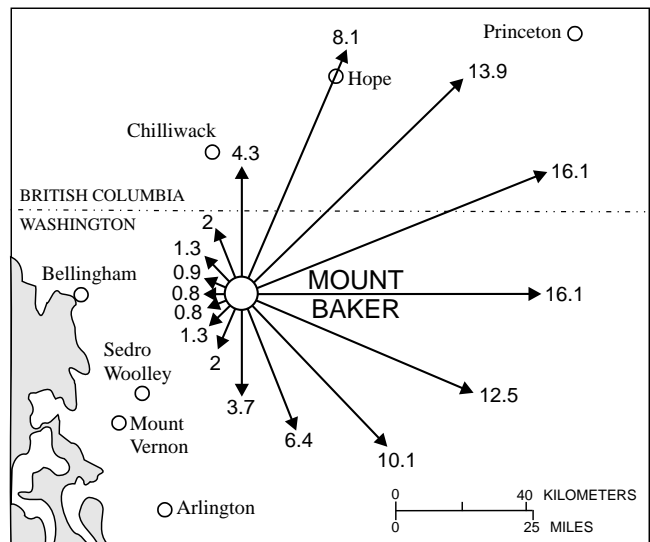 8.1
Princeton
13.9
Hope
Chilliwack
4.3
16.1
BRITISH COLUMBIA
WASHINGTON
2
1.3
0.9
Bellingham
0.8
MOUNT
BAKER
16.1
0.8
1.3
2
Sedro
Woolley
12.5
3.7
Mount
Vernon
6.4
10.1
Arlington
0 40 KILOMETERS
0 25 MILES